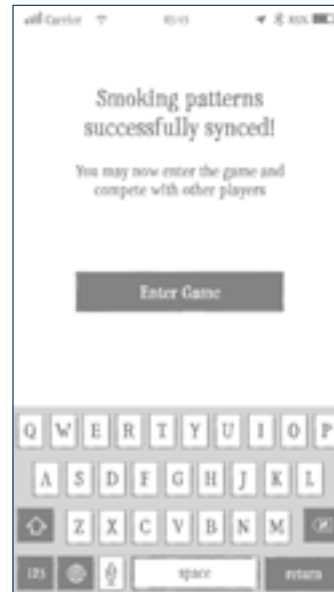 Carrier
Smoking patterns
successfully synced!
You may now enter the game and
compete with other players
Enter Game
Q W E R T Y U I O P
A S D F G H J K L
Z X C V B N M
123 space return